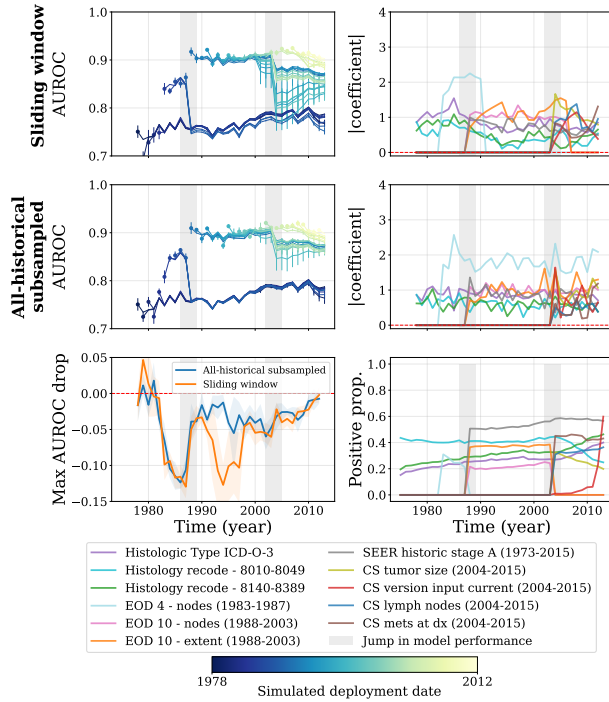 Sliding window
AUROC
1.0
0.9
0.8
0.7
|coefficient|
4
3
2
1
0
1980
1990
2000
2010
All-historical
subsampled
AUROC
1.0
0.9
0.8
0.7
|coefficient|
4
3
2
1
0
Max AUROC drop
0.05
0.00
−0.05
−0.10
−0.15
All-historical subsampled
Sliding window
1980 1990 2000 2010
Time (year)
Positive prop.
1.0
0.8
0.6
0.4
0.2
0.0
1980 1990 2000 2010
Time (year)
Histologic Type ICD-O-3
Histology recode - 8010-8049
Histology recode - 8140-8389
EOD 4 - nodes (1983-1987)
EOD 10 - nodes (1988-2003)
EOD 10 - extent (1988-2003)
SEER historic stage A (1973-2015)
CS tumor size (2004-2015)
CS version input current (2004-2015)
CS lymph nodes (2004-2015)
CS mets at dx (2004-2015)
Jump in model performance
1978 2012
Simulated deployment date